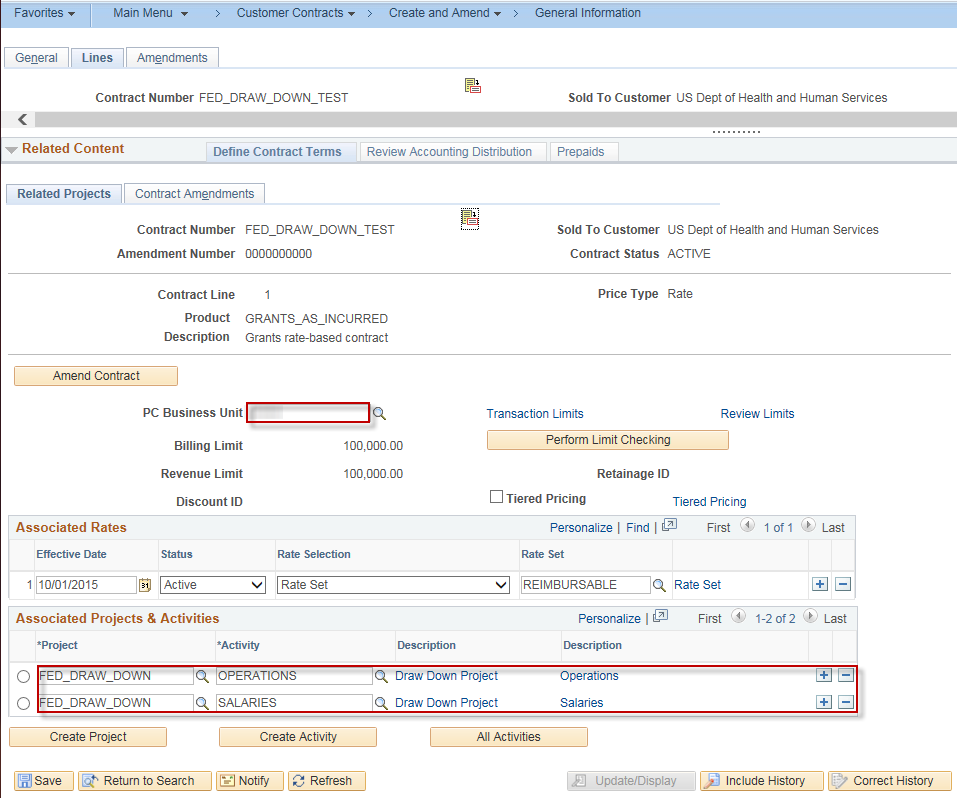 Favorites Main Menu > Customer Contracts > Create and Amend > General Information
General Lines Amendments
Contract Number FED_DRAW_DOWN_TEST Sold To Customer US Dept of Health and Human Services
Related Content Define Contract Terms Review Accounting Distribution Prepaids
Related Projects Contract Amendments
Contract Number FED_DRAW_DOWN_TEST Sold To Customer US Dept of Health and Human Services
Amendment Number 0000000000 Contract Status ACTIVE
Contract Line 1 Price Type Rate
Product GRANTS_AS_INCURRED
Description Grants rate-based contract
Amend Contract
PC Business Unit Transaction Limits Review Limits
Billing Limit 100,000.00 Perform Limit Checking
Revenue Limit 100,000.00 Retainage ID
Discount ID Tiered Pricing Tiered Pricing
Associated Rates Personalize | Find | First 1 of 1 Last
Effective Date Status Rate Selection Rate Set
1 10/01/2015 31 Active Rate Set REIMBURSABLE Rate Set + −
Associated Projects & Activities Personalize | First 1-2 of 2 Last
*Project *Activity Description Description
FED_DRAW_DOWN OPERATIONS Draw Down Project Operations + −
FED_DRAW_DOWN SALARIES Draw Down Project Salaries + −
Create Project Create Activity All Activities
Save Return to Search Notify Refresh Update/Display Include History Correct History